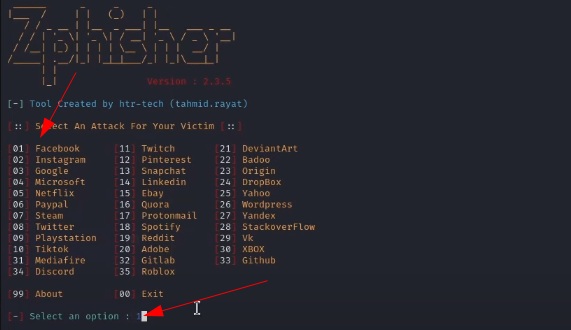 Zphisher
Version : 2.3.5
[-] Tool Created by htr-tech (tahmid.rayat)
[::] Select An Attack For Your Victim [::]
[01] Facebook [11] Twitch [21] DeviantArt
[02] Instagram [12] Pinterest [22] Badoo
[03] Google [13] Snapchat [23] Origin
[04] Microsoft [14] Linkedin [24] DropBox
[05] Netflix [15] Ebay [25] Yahoo
[06] Paypal [16] Quora [26] Wordpress
[07] Steam [17] Protonmail [27] Yandex
[08] Twitter [18] Spotify [28] StackoverFlow
[09] Playstation [19] Reddit [29] Vk
[10] Tiktok [20] Adobe [30] XBOX
[31] Mediafire [32] Gitlab [33] Github
[34] Discord [35] Roblox
[99] About [00] Exit
[-] Select an option : 1